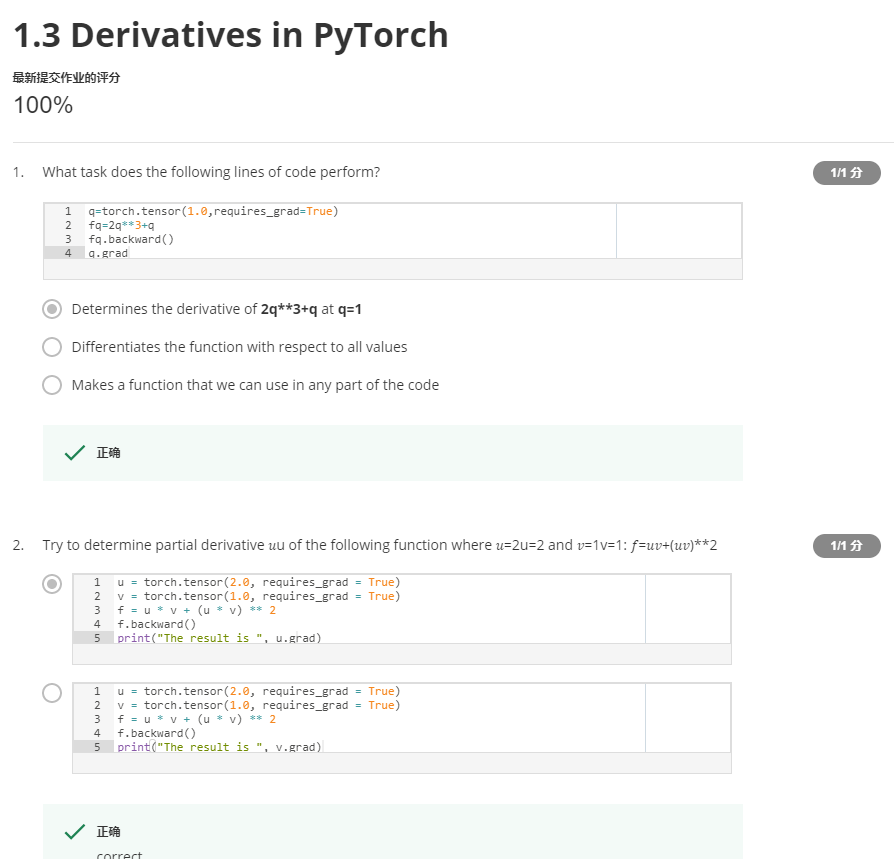 1.3 Derivatives in PyTorch
最新提交作业的评分
100%
1. What task does the following lines of code perform?
1/1 分
1 q=torch.tensor(1.0,requires_grad=True)
2 fq=2q**3+q
3 fq.backward()
4 q.grad
Determines the derivative of 2q**3+q at q=1
Differentiates the function with respect to all values
Makes a function that we can use in any part of the code
正确
2. Try to determine partial derivative uu of the following function where u=2u=2 and v=1v=1: f=uv+(uv)**2
1/1 分
1 u = torch.tensor(2.0, requires_grad = True)
2 v = torch.tensor(1.0, requires_grad = True)
3 f = u * v + (u * v) ** 2
4 f.backward()
5 print("The result is ", u.grad)
1 u = torch.tensor(2.0, requires_grad = True)
2 v = torch.tensor(1.0, requires_grad = True)
3 f = u * v + (u * v) ** 2
4 f.backward()
5 print("The result is ", v.grad)
正确
correct